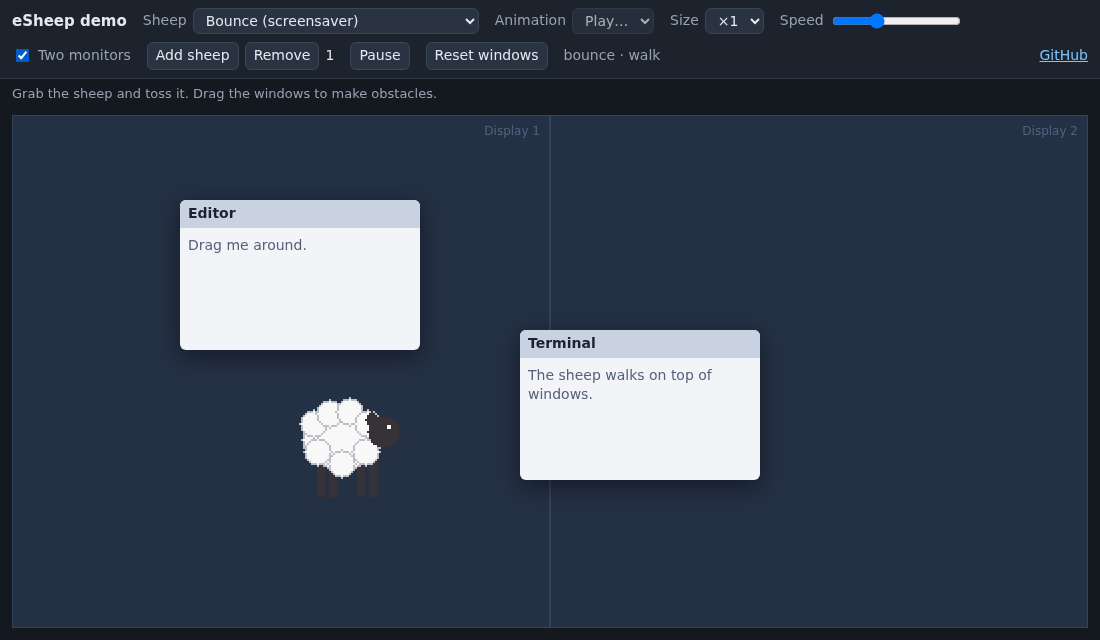 eSheep demo Sheep Bounce (screensaver) Animation Play... Size ×1 Speed
Two monitors Add sheep Remove 1 Pause Reset windows bounce · walk GitHub
Grab the sheep and toss it. Drag the windows to make obstacles.
Display 1 Display 2
Editor
Drag me around.
Terminal
The sheep walks on top of
windows.